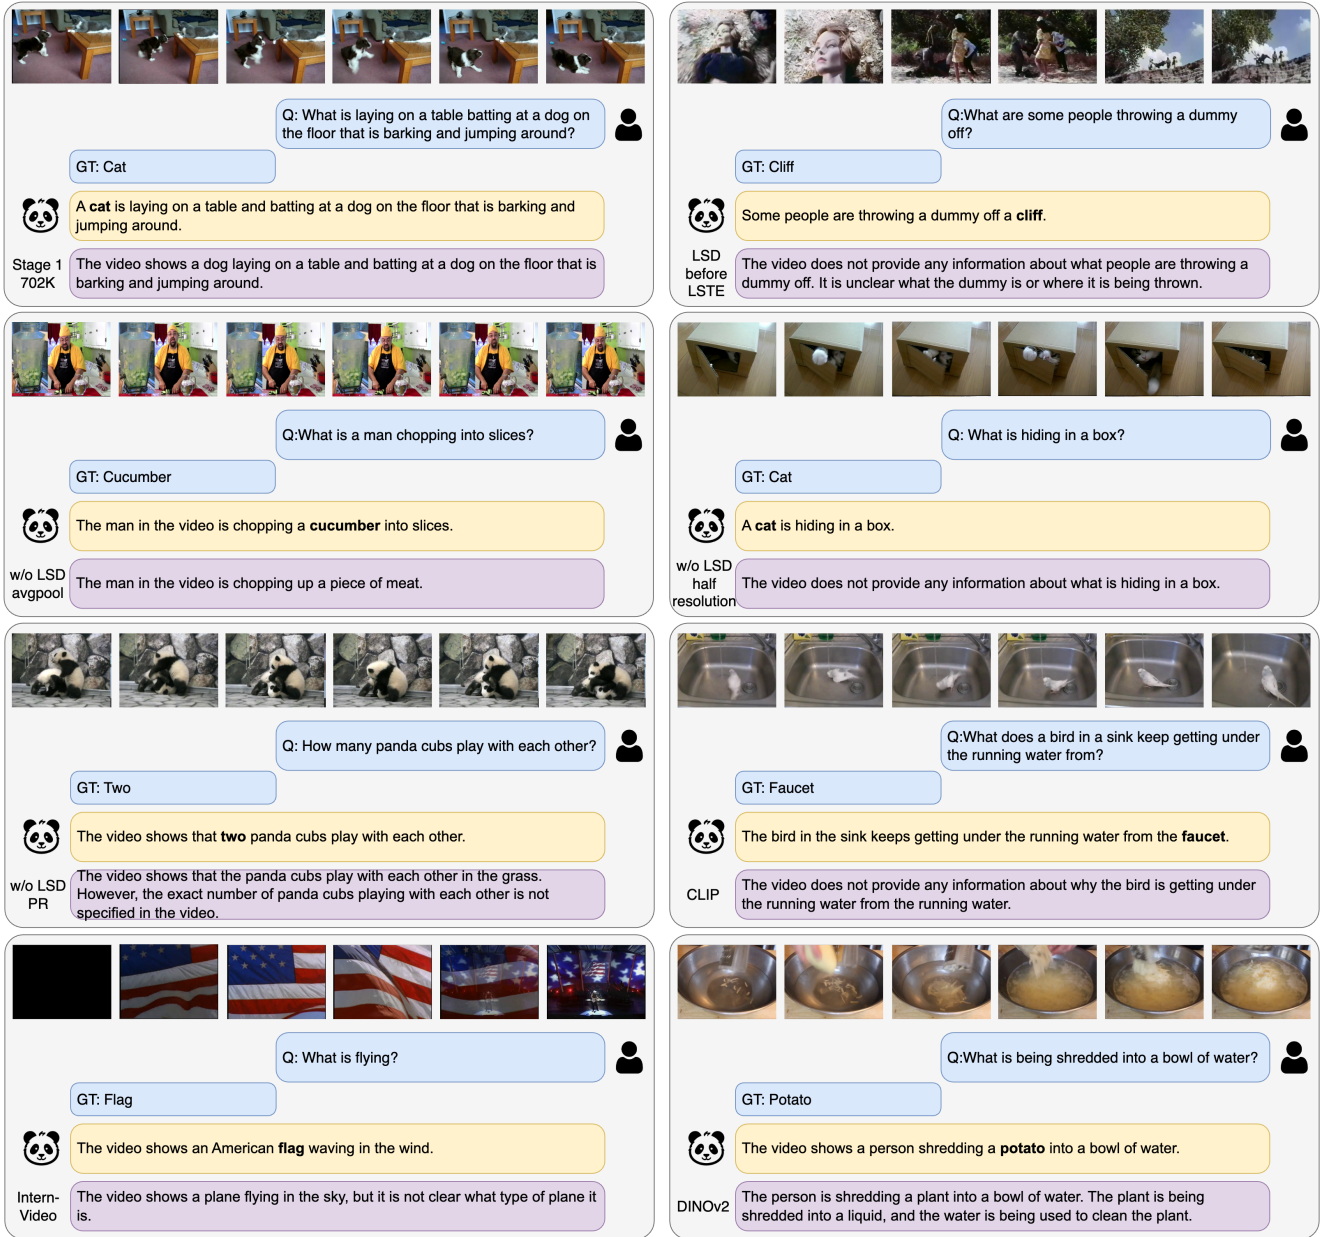 Q: What is laying on a table batting at a dog on
the floor that is barking and jumping around?
GT: Cat
A cat is laying on a table and batting at a dog on the floor that is barking and
jumping around.
Stage 1
702K
The video shows a dog laying on a table and batting at a dog on the floor that is
barking and jumping around.
Q:What are some people throwing a dummy
off?
GT: Cliff
Some people are throwing a dummy off a cliff.
LSD
before
LSTE
The video does not provide any information about what people are throwing a
dummy off. It is unclear what the dummy is or where it is being thrown.
Q:What is a man chopping into slices?
GT: Cucumber
The man in the video is chopping a cucumber into slices.
w/o LSD
avgpool
The man in the video is chopping up a piece of meat.
Q: What is hiding in a box?
GT: Cat
A cat is hiding in a box.
w/o LSD
half
resolution
The video does not provide any information about what is hiding in a box.
Q: How many panda cubs play with each other?
GT: Two
The video shows that two panda cubs play with each other.
w/o LSD
PR
The video shows that the panda cubs play with each other in the grass.
However, the exact number of panda cubs playing with each other is not
specified in the video.
Q:What does a bird in a sink keep getting under
the running water from?
GT: Faucet
The bird in the sink keeps getting under the running water from the faucet.
CLIP
The video does not provide any information about why the bird is getting under
the running water from the running water.
Q: What is flying?
GT: Flag
The video shows an American flag waving in the wind.
Intern-
Video
The video shows a plane flying in the sky, but it is not clear what type of plane it
is.
Q:What is being shredded into a bowl of water?
GT: Potato
The video shows a person shredding a potato into a bowl of water.
DINOv2
The person is shredding a plant into a bowl of water. The plant is being
shredded into a liquid, and the water is being used to clean the plant.